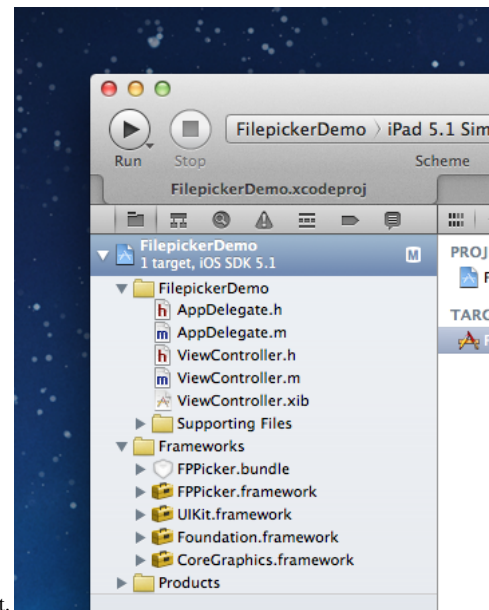 FilepickerDemo
iPad 5.1 Sim
Run
Stop
Scheme
FilepickerDemo.xcodeproj
FilepickerDemo
1 target, iOS SDK 5.1
M
PROJ
FilepickerDemo
h AppDelegate.h
m AppDelegate.m
h ViewController.h
m ViewController.m
ViewController.xib
Supporting Files
TARG
Frameworks
FPPicker.bundle
FPPicker.framework
UIKit.framework
Foundation.framework
CoreGraphics.framework
Products
t.